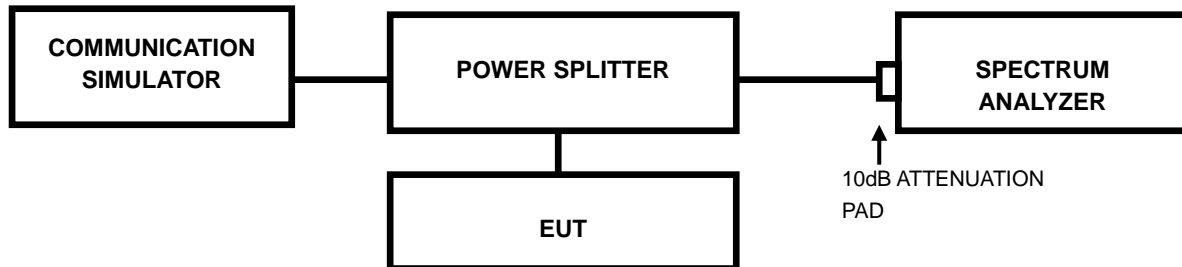 COMMUNICATION
SIMULATOR
POWER SPLITTER
SPECTRUM
ANALYZER
10dB ATTENUATION
PAD
EUT